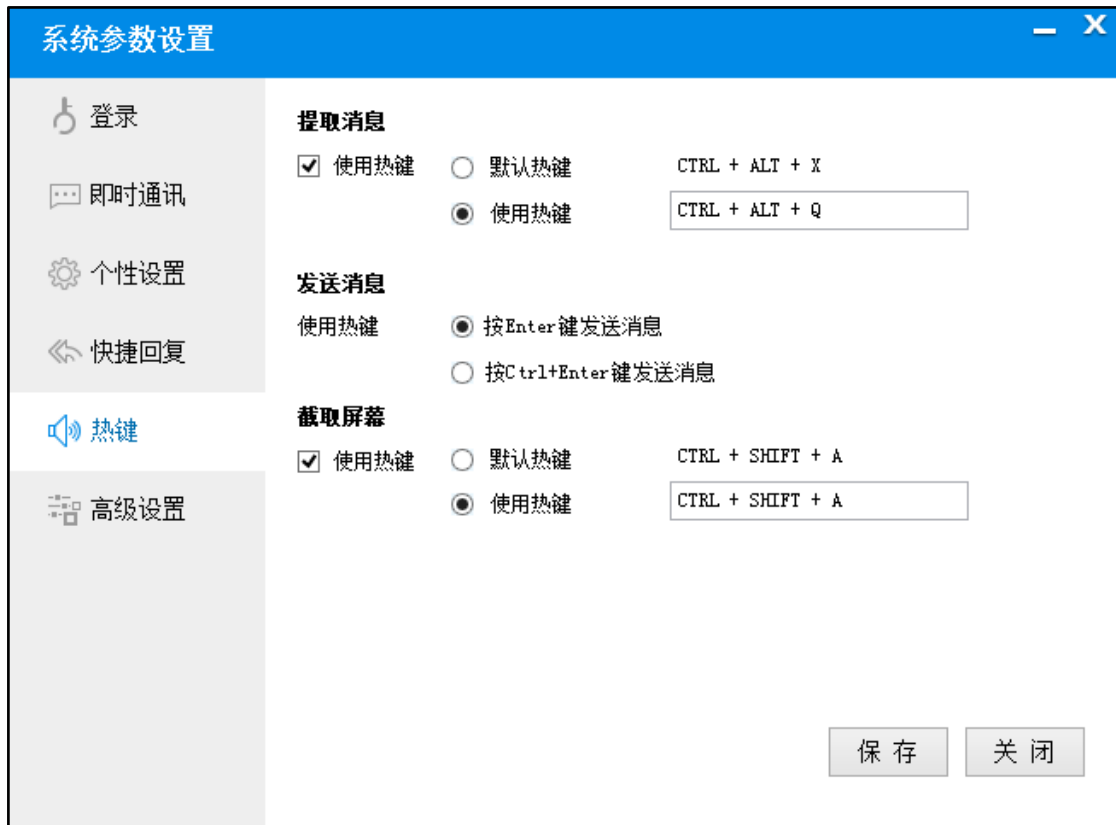 系统参数设置
登录
即时通讯
个性设置
快捷回复
热键
高级设置
提取消息
使用热键 默认热键 CTRL + ALT + X
使用热键 CTRL + ALT + Q
发送消息
使用热键 按Enter键发送消息
按Ctrl+Enter键发送消息
截取屏幕
使用热键 默认热键 CTRL + SHIFT + A
使用热键 CTRL + SHIFT + A
保存 关闭